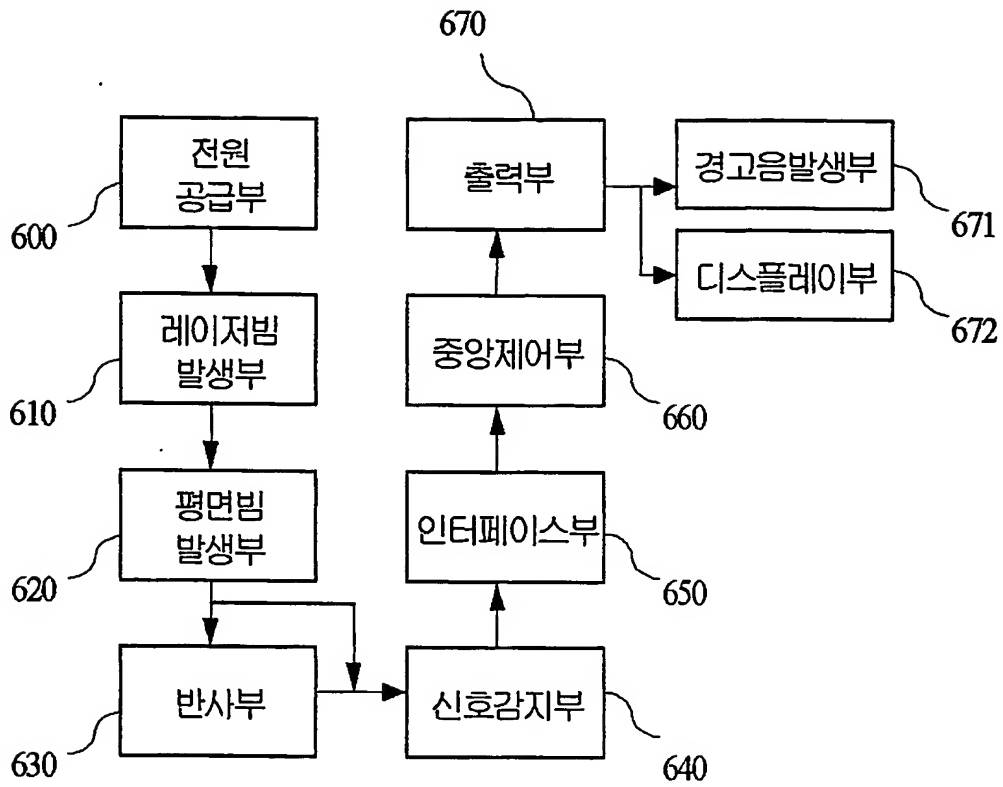 670
전원
공급부
600
출력부
경고음발생부
671
디스플레이부
672
레이저빔
발생부
610
중앙제어부
660
평면빔
발생부
620
인터페이스부
650
반사부
630
신호감지부
640